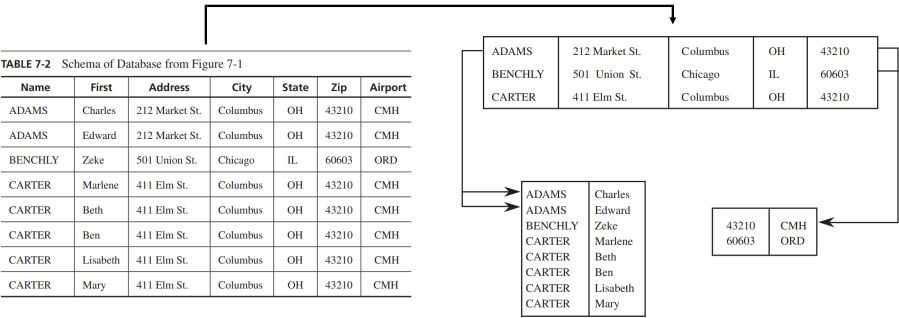 TABLE 7-2 Schema of Database from Figure 7-1
Name First Address City State Zip Airport
ADAMS Charles 212 Market St. Columbus OH 43210 CMH
ADAMS Edward 212 Market St. Columbus OH 43210 CMH
BENCHLY Zeke 501 Union St. Chicago IL 60603 ORD
CARTER Marlene 411 Elm St. Columbus OH 43210 CMH
CARTER Beth 411 Elm St. Columbus OH 43210 CMH
CARTER Ben 411 Elm St. Columbus OH 43210 CMH
CARTER Lisabeth 411 Elm St. Columbus OH 43210 CMH
CARTER Mary 411 Elm St. Columbus OH 43210 CMH
ADAMS 212 Market St. Columbus OH 43210
BENCHLY 501 Union St. Chicago IL 60603
CARTER 411 Elm St. Columbus OH 43210
ADAMS Charles
ADAMS Edward
BENCHLY Zeke
CARTER Marlene
CARTER Beth
CARTER Ben
CARTER Lisabeth
CARTER Mary
43210 CMH
60603 ORD